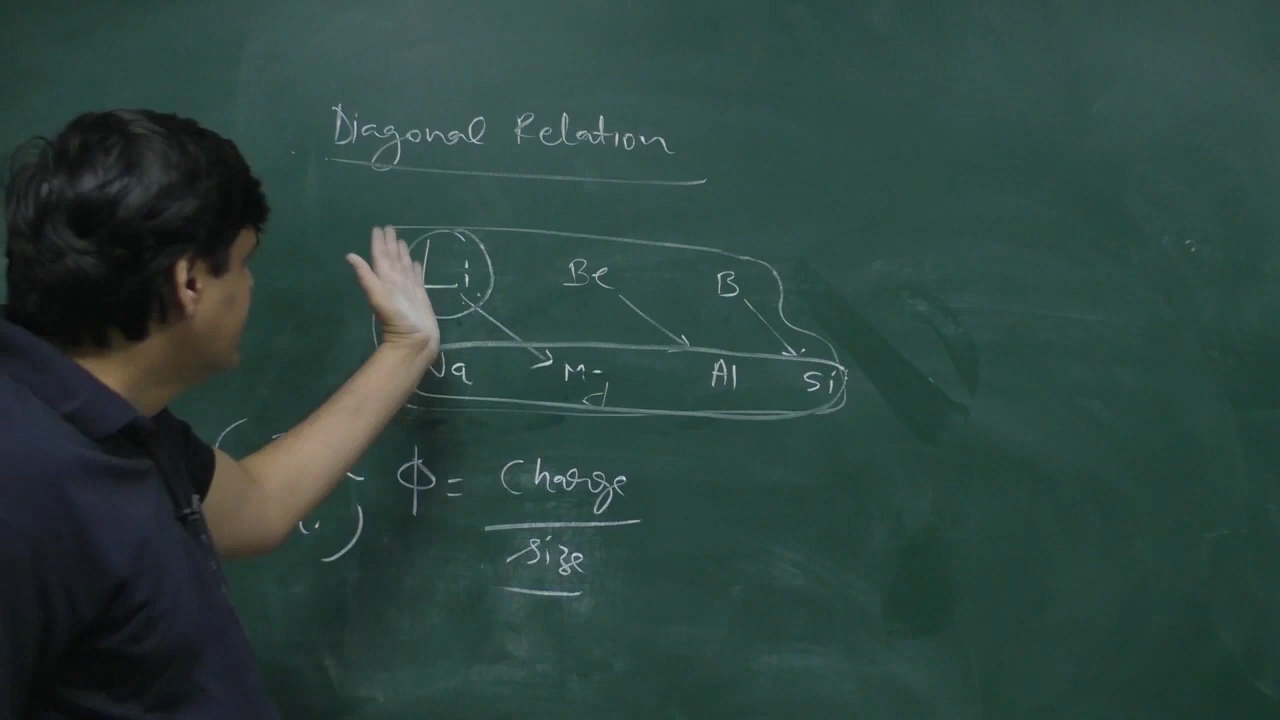 Diagonal Relation
Li Be B
Na Mg Al Si
φ = Charge
size